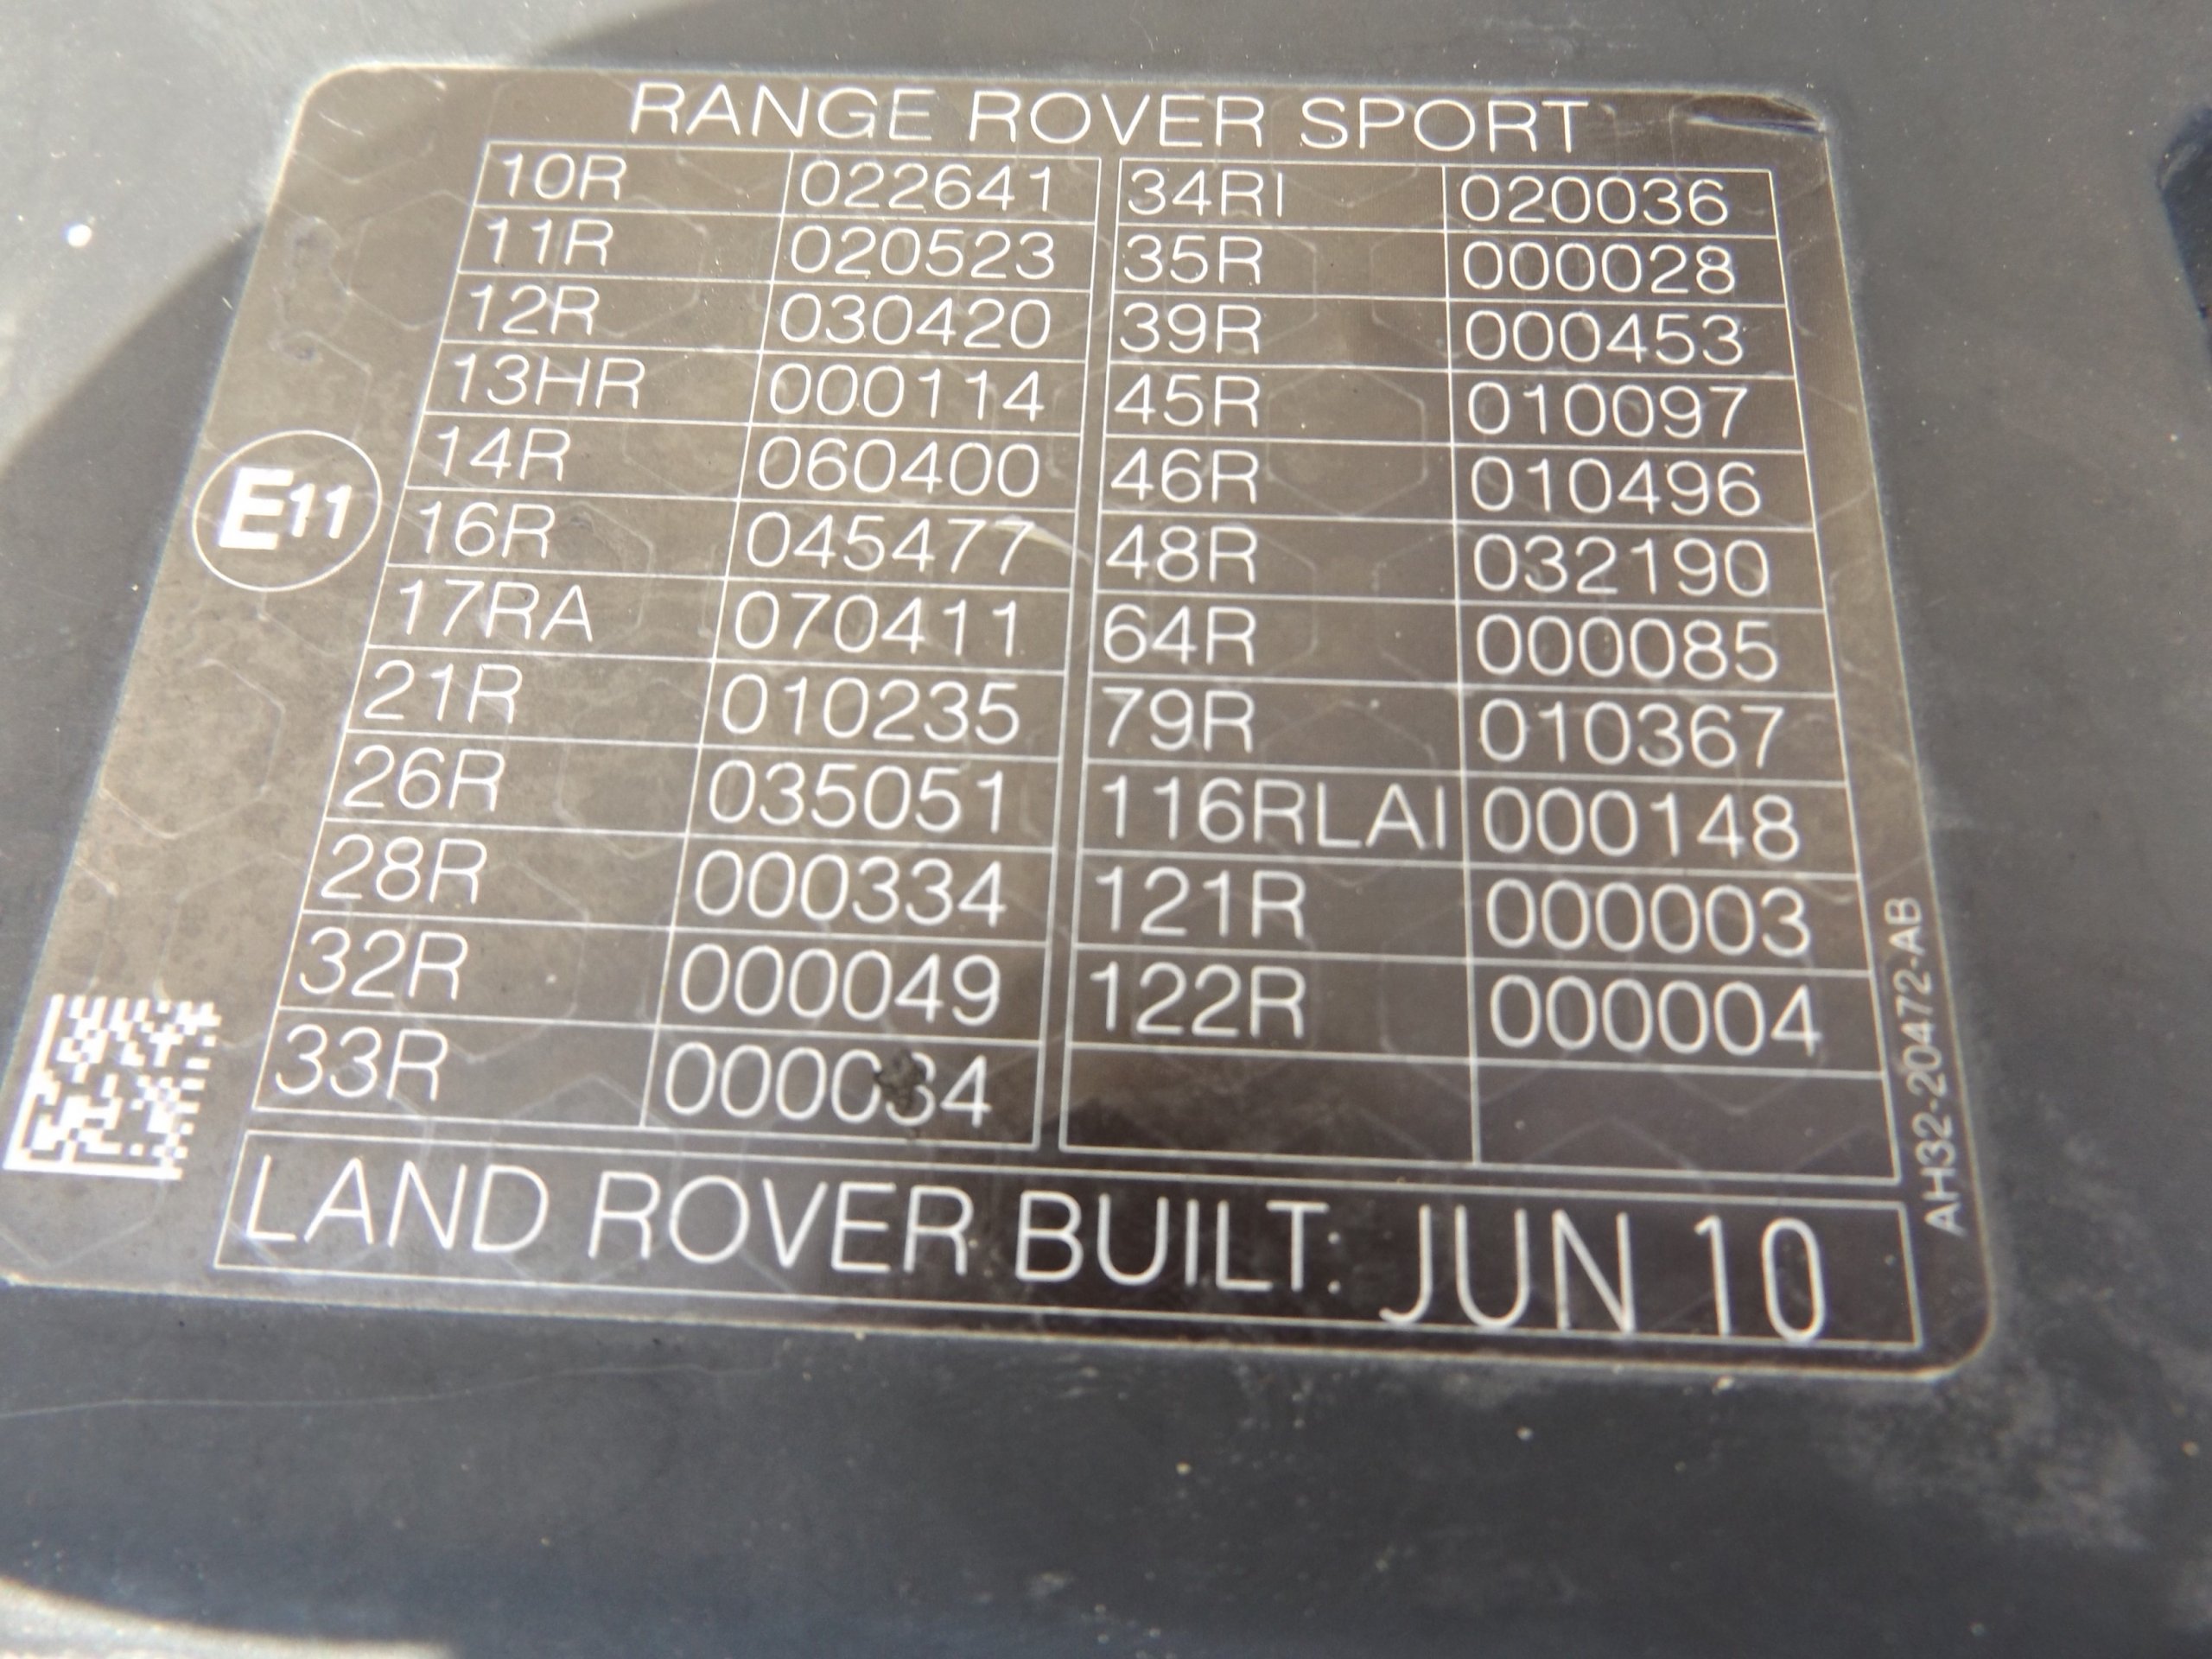 RANGE ROVER SPORT
10R 022641 34RI 020036
11R 020523 35R 000028
12R 030420 39R 000453
13HR 000114 45R 010097
14R 060400 46R 010496
E11
16R 045477 48R 032190
17RA 070411 64R 000085
21R 010235 79R 010367
26R 035051 116RLAI 000148
28R 000334 121R 000003
32R 000049 122R 000004
33R 000034
LAND ROVER BUILT: JUN 10
AH32-20472-AB